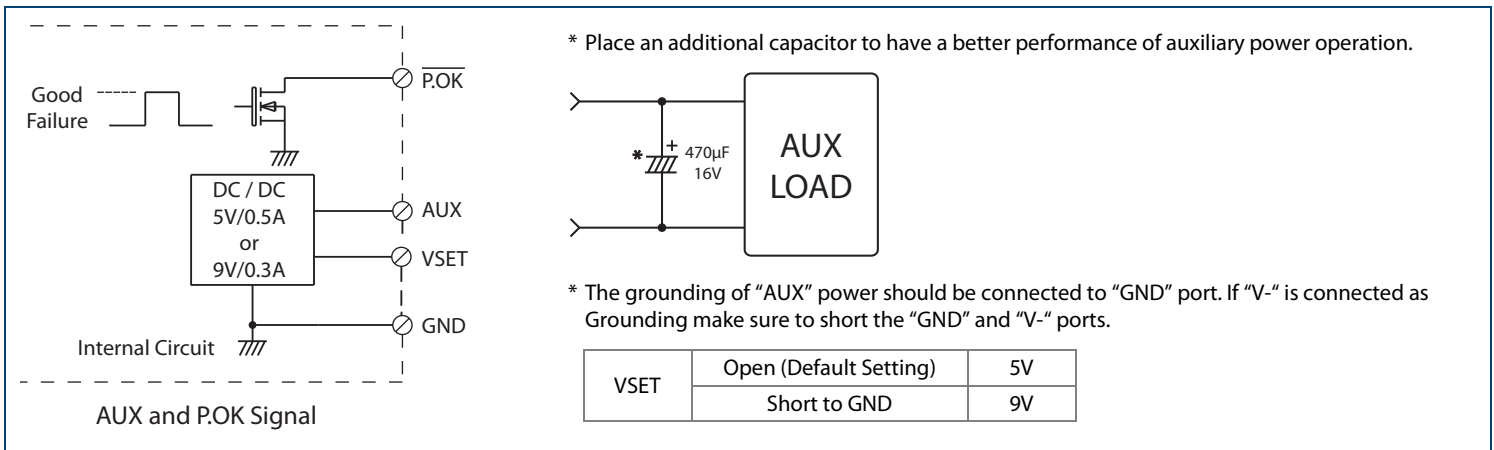 Good
Failure
P.OK
DC / DC
5V/0.5A
or
9V/0.3A
AUX
VSET
GND
Internal Circuit
AUX and P.OK Signal
* Place an additional capacitor to have a better performance of auxiliary power operation.
*
+
470µF
16V
AUX
LOAD
* The grounding of “AUX” power should be connected to “GND” port. If “V-“ is connected as
Grounding make sure to short the “GND” and “V-“ ports.
VSET
Open (Default Setting) 5V
Short to GND 9V